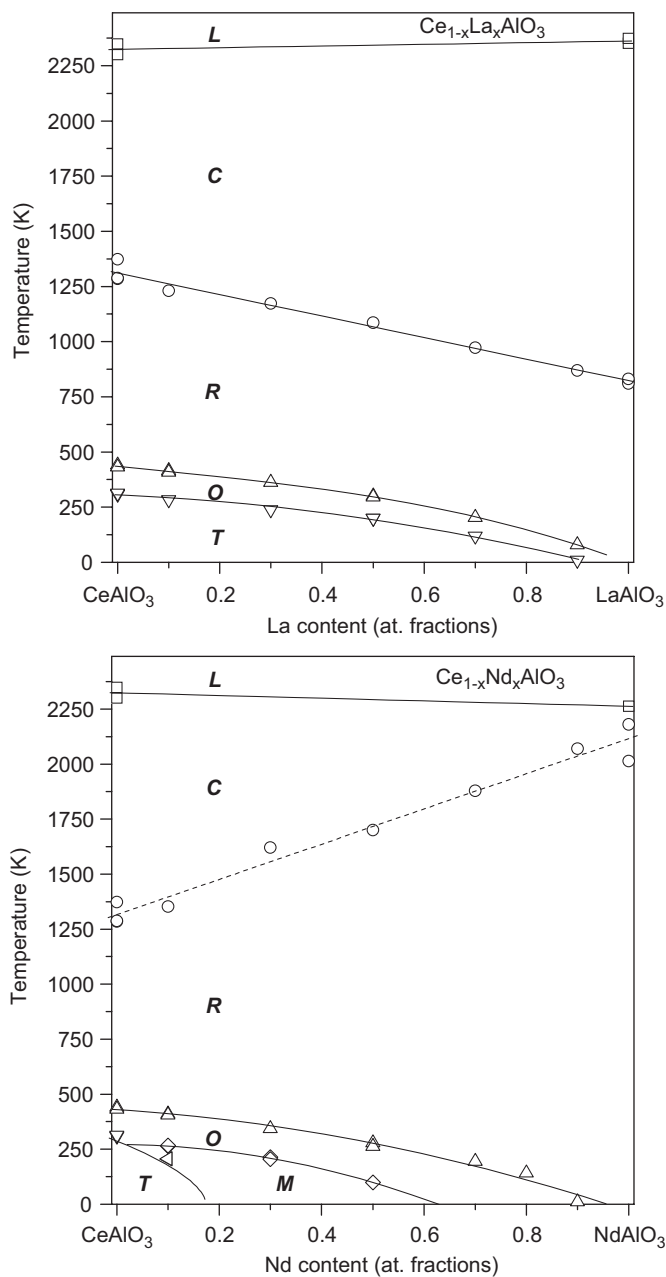 L
Ce1-xLaxAlO3
2250
2000
C
1750
1500
1250
Temperature (K)
1000
750
R
500
O
250
T
0
CeAlO3 0.2 0.4 0.6 0.8 LaAlO3
La content (at. fractions)
L
Ce1-xNdxAlO3
2250
2000
C
1750
1500
1250
Temperature (K)
1000
R
750
500
O
250
T M
0
CeAlO3 0.2 0.4 0.6 0.8 NdAlO3
Nd content (at. fractions)